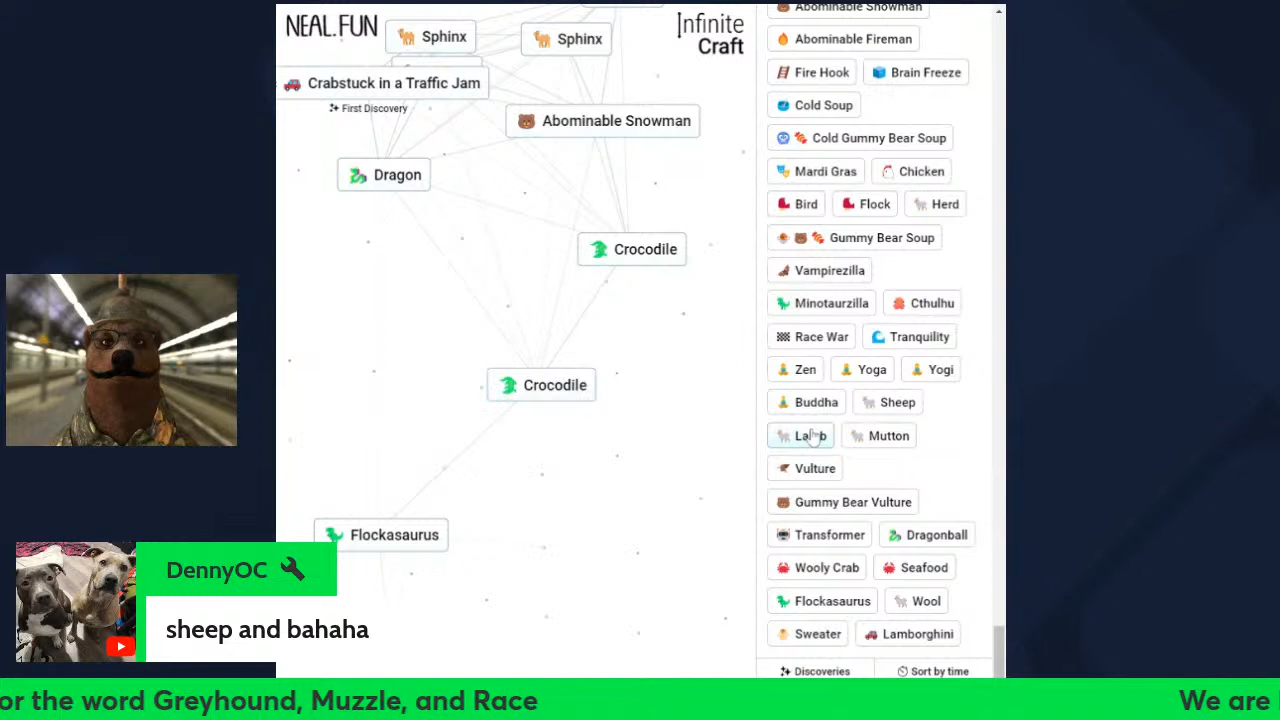 NEAL.FUN
Infinite
Craft
Sphinx
Sphinx
Crabstuck in a Traffic Jam
First Discovery
Abominable Snowman
Dragon
Crocodile
Crocodile
Flockasaurus
Abominable Snowman
Abominable Fireman
Fire Hook
Brain Freeze
Cold Soup
Cold Gummy Bear Soup
Mardi Gras
Chicken
Bird
Flock
Herd
Gummy Bear Soup
Vampirezilla
Minotaurzilla
Cthulhu
Race War
Tranquility
Zen
Yoga
Yogi
Buddha
Sheep
Lamb
Mutton
Vulture
Gummy Bear Vulture
Transformer
Dragonball
Wooly Crab
Seafood
Flockasaurus
Wool
Sweater
Lamborghini
Discoveries
Sort by time
DennyOC
sheep and bahaha
or the word Greyhound, Muzzle, and Race
We are